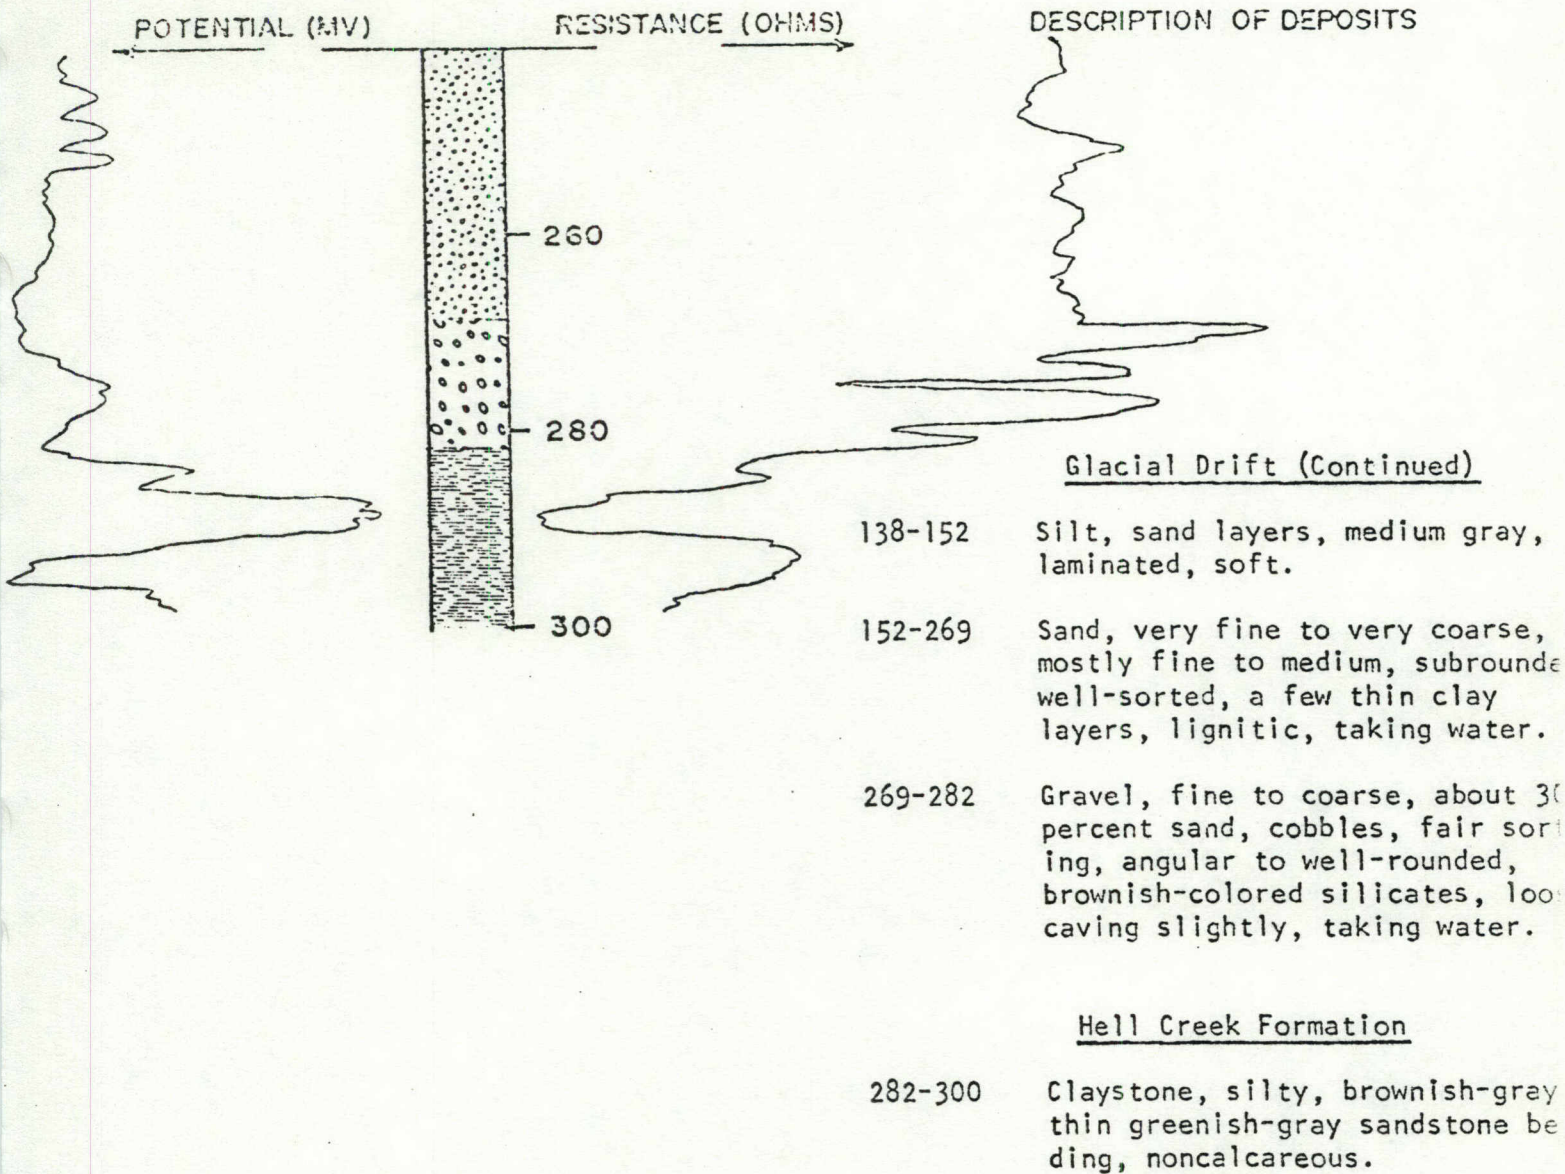 POTENTIAL (MV) RESISTANCE (OHMS) DESCRIPTION OF DEPOSITS
260
280
300
Glacial Drift (Continued)
138-152 Silt, sand layers, medium gray,
laminated, soft.
152-269 Sand, very fine to very coarse,
mostly fine to medium, subrounde
well-sorted, a few thin clay
layers, lignitic, taking water.
269-282 Gravel, fine to coarse, about 30
percent sand, cobbles, fair sort
ing, angular to well-rounded,
brownish-colored silicates, loo
caving slightly, taking water.
Hell Creek Formation
282-300 Claystone, silty, brownish-gray
thin greenish-gray sandstone be
ding, noncalcareous.